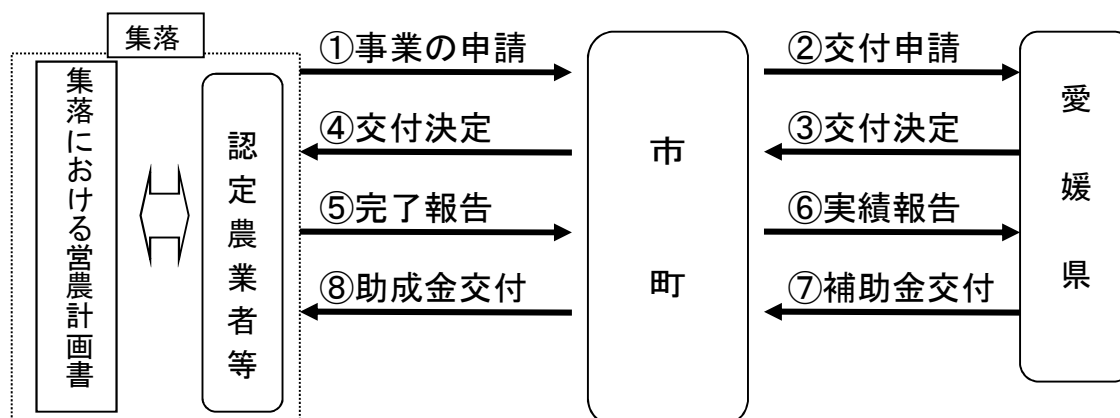 集落
①事業の申請
②交付申請
④交付決定
③交付決定
⑤完了報告
⑥実績報告
⑧助成金交付
⑦補助金交付
集落における営農計画書
認定農業者等
市町
愛媛県